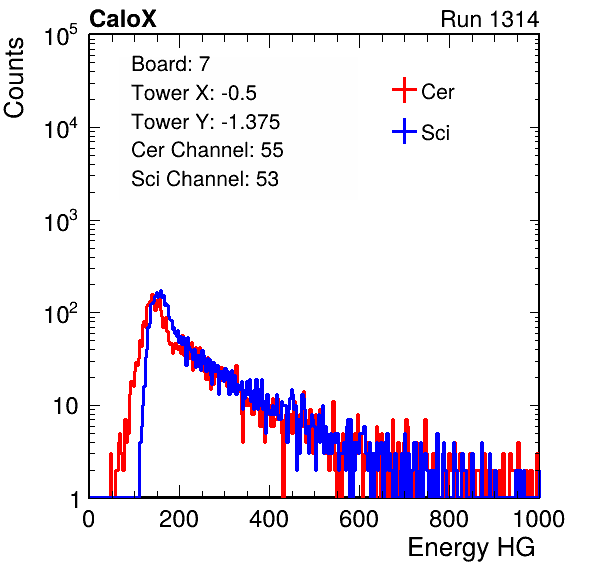 CaloX Run 1314
Counts
10^5
10^4
10^3
10^2
10
1
Board: 7
Tower X: -0.5
Tower Y: -1.375
Cer Channel: 55
Sci Channel: 53
Cer
Sci
0 200 400 600 800 1000
Energy HG